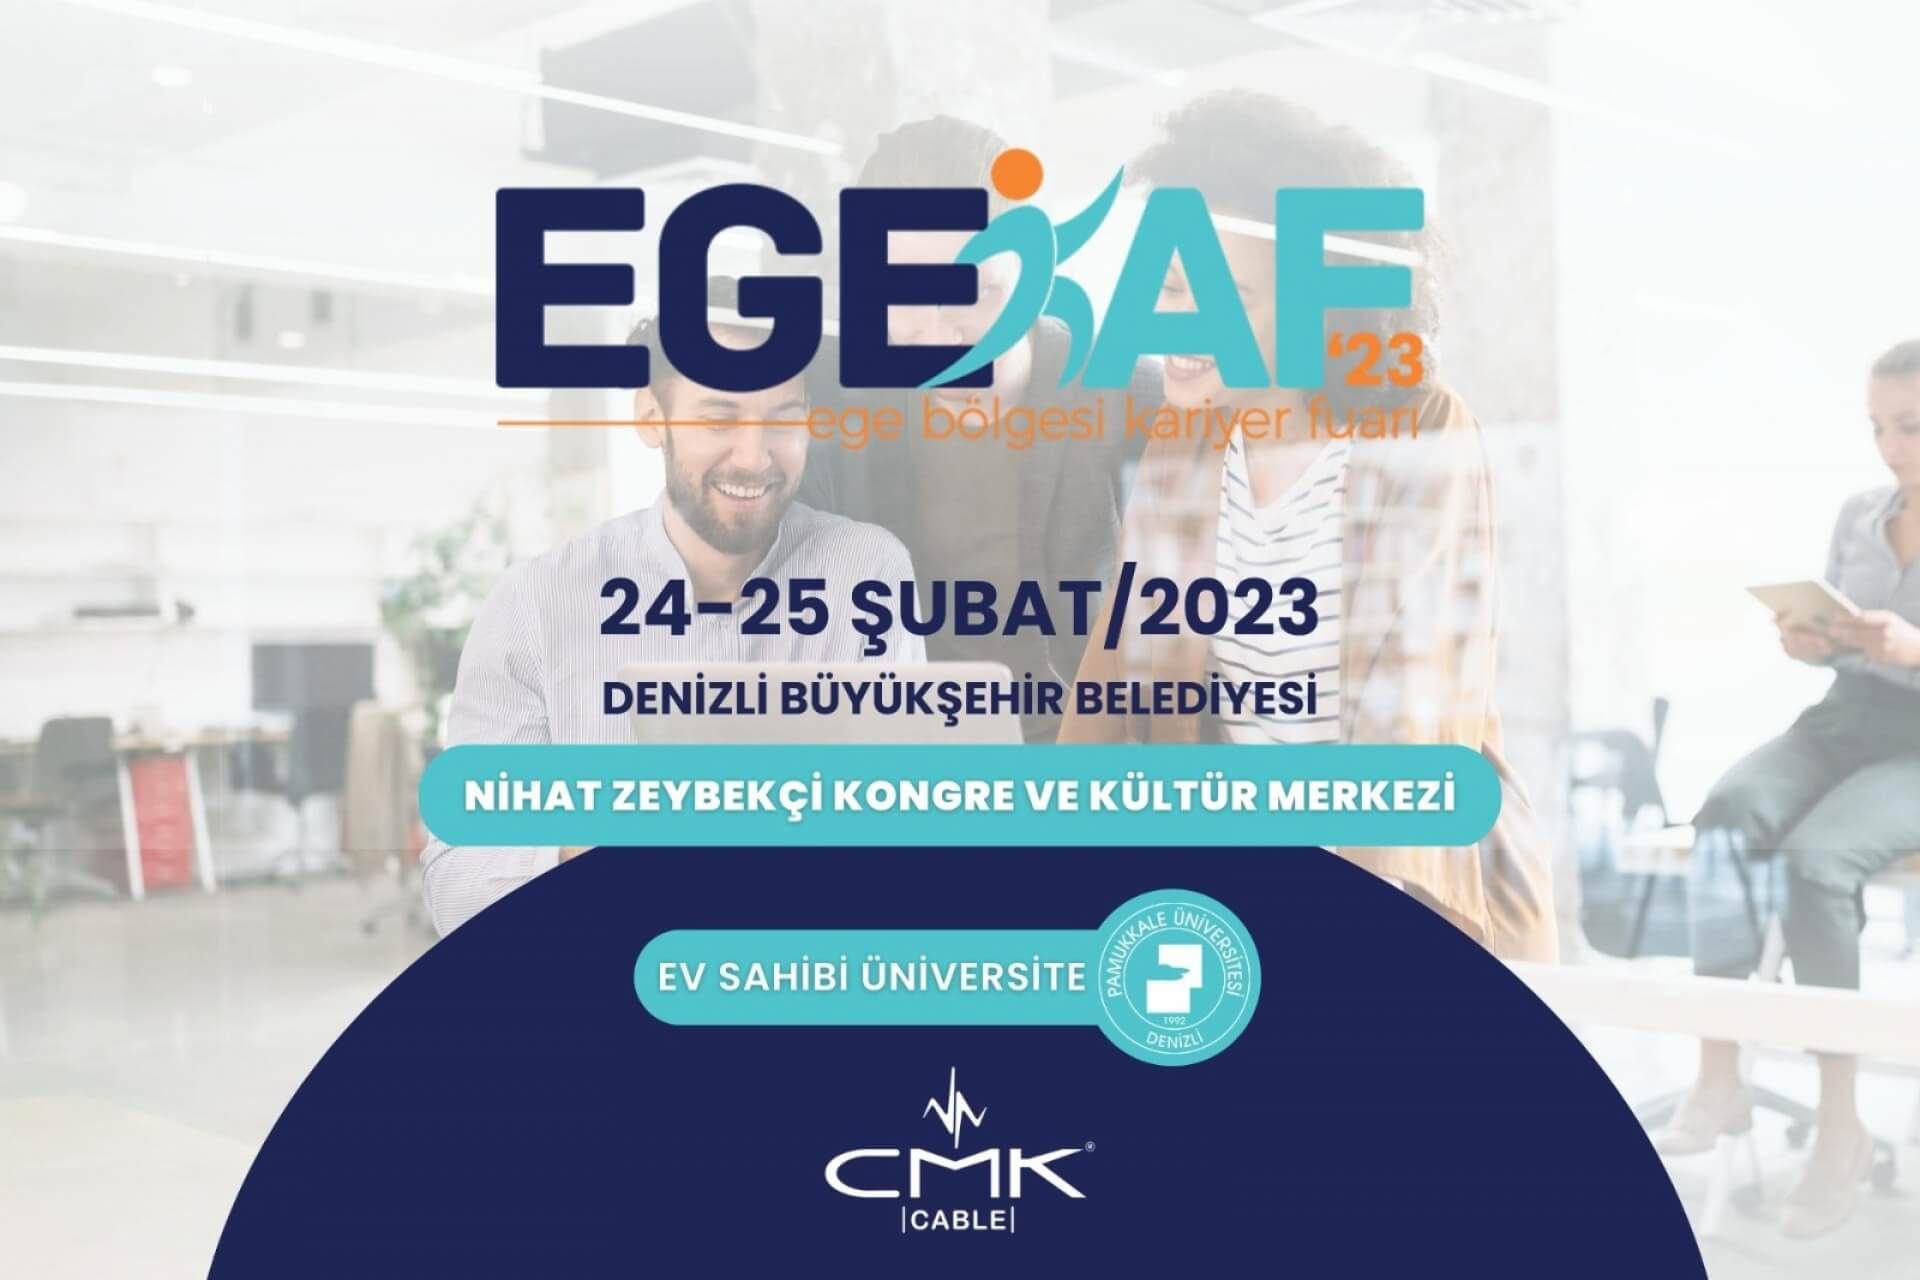 EGEKAF
'23
ege bölgesi kariyer fuarı
24-25 ŞUBAT/2023
DENİZLİ BÜYÜKŞEHİR BELEDİYESİ
NİHAT ZEYBEKÇİ KONGRE VE KÜLTÜR MERKEZİ
EV SAHİBİ ÜNİVERSİTE
PAMUKKALE ÜNİVERSİTESİ
1992
DENİZLİ
CMK®
|CABLE|